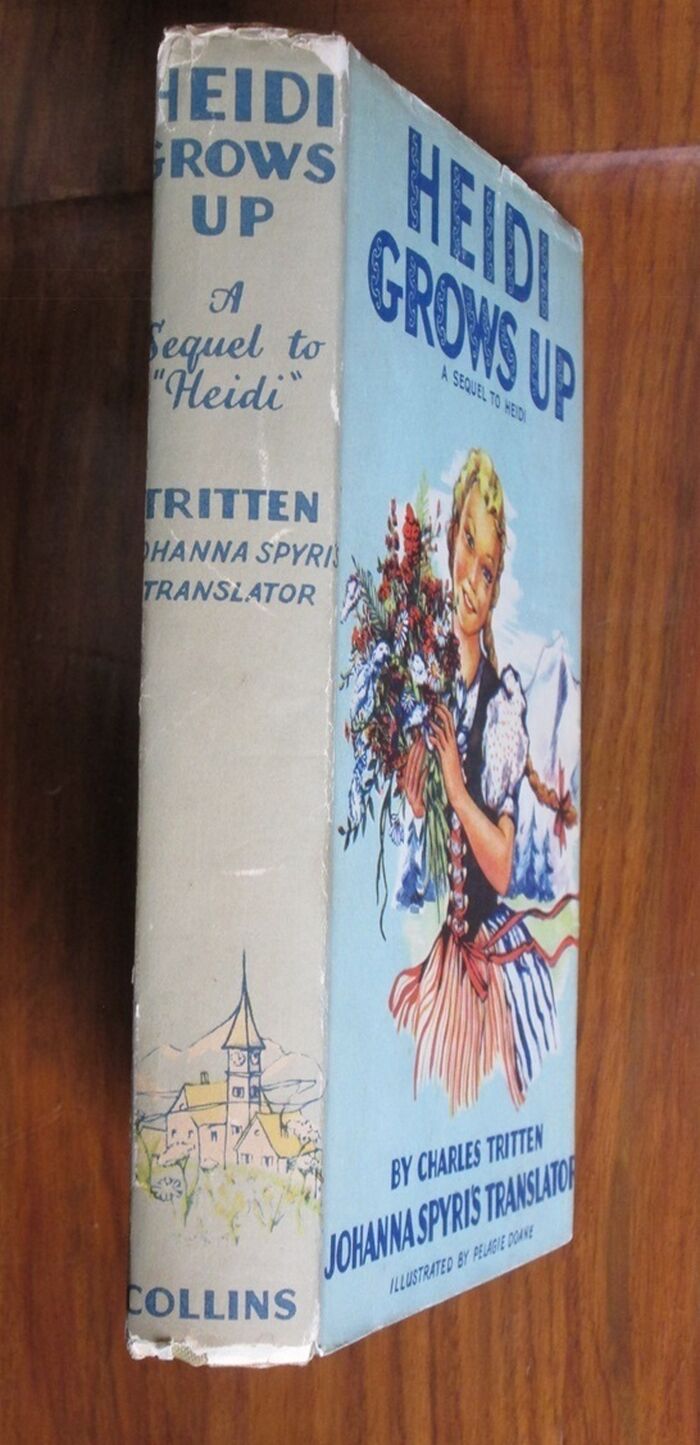 HEIDI
GROWS
UP
A
Sequel to
"Heidi"
TRITTEN
JOHANNA SPYRI'S
TRANSLATOR
COLLINS
HEIDI
GROWS UP
A SEQUEL TO HEIDI
BY CHARLES TRITTEN
JOHANNA SPYRI'S TRANSLATOR
ILLUSTRATED BY PELAGIE DOANE